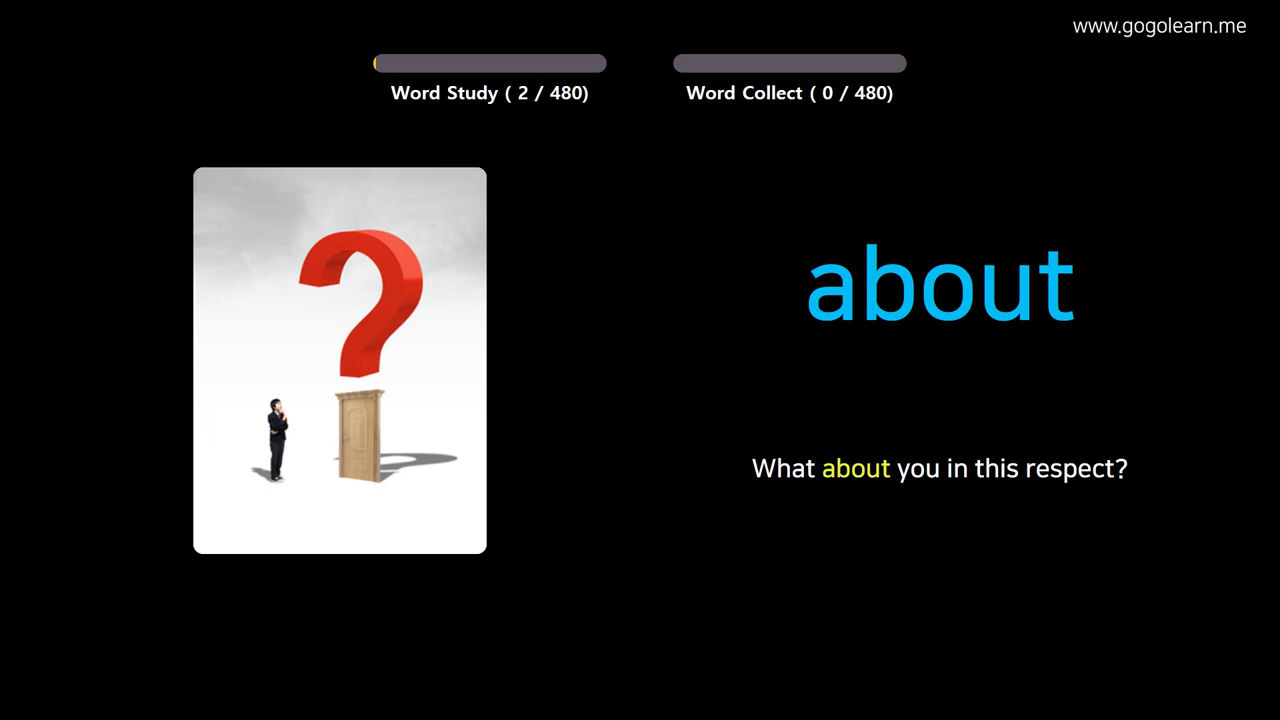 www.gogolearn.me
Word Study ( 2 / 480)
Word Collect ( 0 / 480)
about
What about you in this respect?